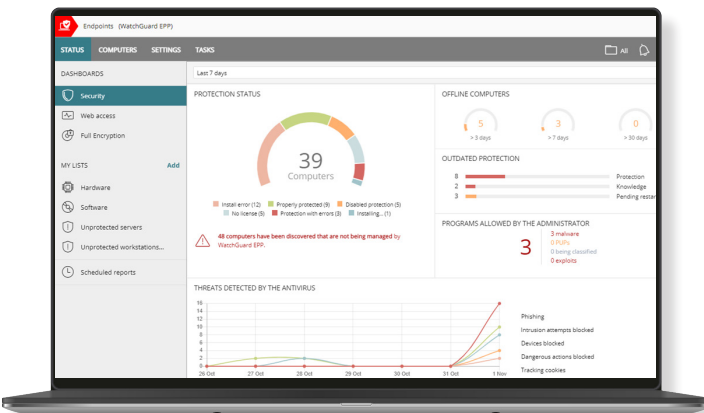 Endpoints (WatchGuard EPP)
STATUS COMPUTERS SETTINGS TASKS
All
DASHBOARDS
Security
Web access
Full Encryption
MY LISTS Add
Hardware
Software
Unprotected servers
Unprotected workstations...
Scheduled reports
Last 7 days
PROTECTION STATUS
39
Computers
Install error (12) Properly protected (9) Disabled protection (5)
No license (9) Protection with errors (3) Installing... (1)
48 computers have been discovered that are not being managed by
WatchGuard EPP.
OFFLINE COMPUTERS
5 3 0
> 3 days > 7 days > 30 days
OUTDATED PROTECTION
8 Protection
2 Knowledge
3 Pending restar
PROGRAMS ALLOWED BY THE ADMINISTRATOR
3
3 malware
0 PUPs
0 being classified
0 exploits
THREATS DETECTED BY THE ANTIVIRUS
16
14
12
10
8
6
4
2
0
26 Oct 27 Oct 28 Oct 29 Oct 30 Oct 31 Oct 1 Nov
Phishing
Intrusion attempts blocked
Devices blocked
Dangerous actions blocked
Tracking cookies